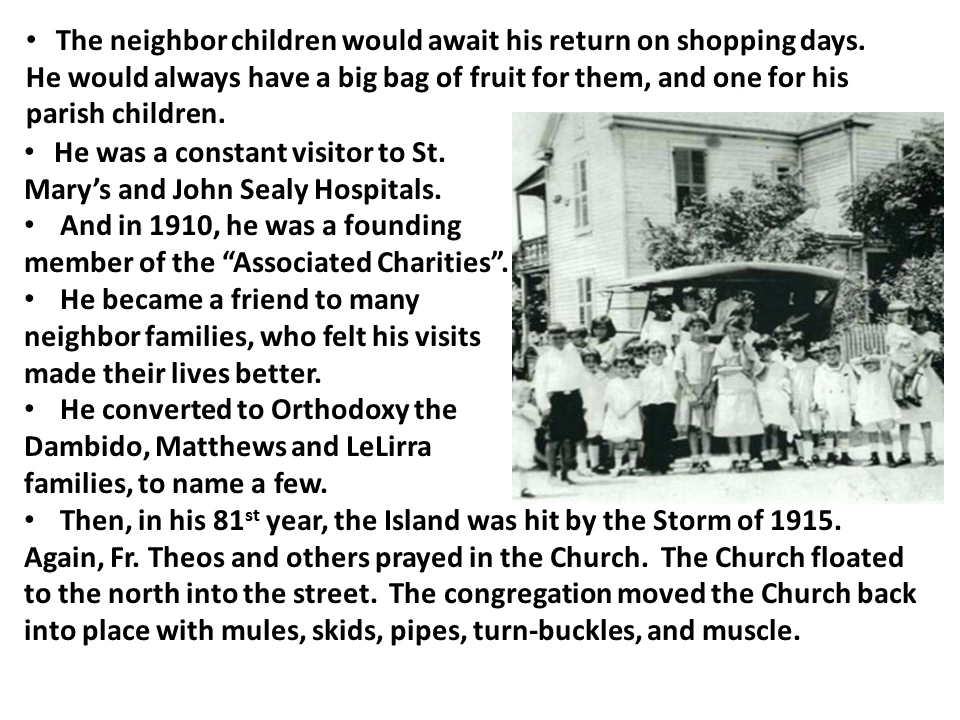 • The neighbor children would await his return on shopping days.
He would always have a big bag of fruit for them, and one for his
parish children.
• He was a constant visitor to St.
Mary’s and John Sealy Hospitals.
• And in 1910, he was a founding
member of the “Associated Charities”.
• He became a friend to many
neighbor families, who felt his visits
made their lives better.
• He converted to Orthodoxy the
Dambido, Matthews and LeLirra
families, to name a few.
• Then, in his 81st year, the Island was hit by the Storm of 1915.
Again, Fr. Theos and others prayed in the Church. The Church floated
to the north into the street. The congregation moved the Church back
into place with mules, skids, pipes, turn-buckles, and muscle.